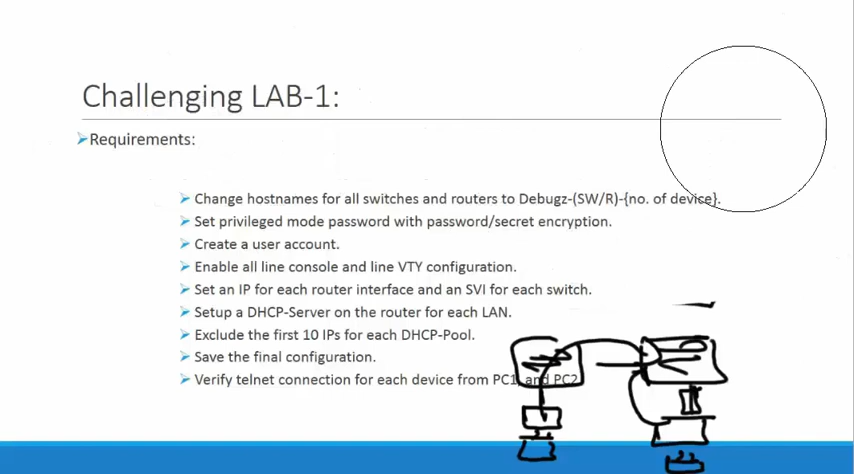 Challenging LAB-1:
Requirements:
Change hostnames for all switches and routers to Debugz-(SW/R)-{no. of device}.
Set privileged mode password with password/secret encryption.
Create a user account.
Enable all line console and line VTY configuration.
Set an IP for each router interface and an SVI for each switch.
Setup a DHCP-Server on the router for each LAN.
Exclude the first 10 IPs for each DHCP-Pool.
Save the final configuration.
Verify telnet connection for each device from PC1, and PC2